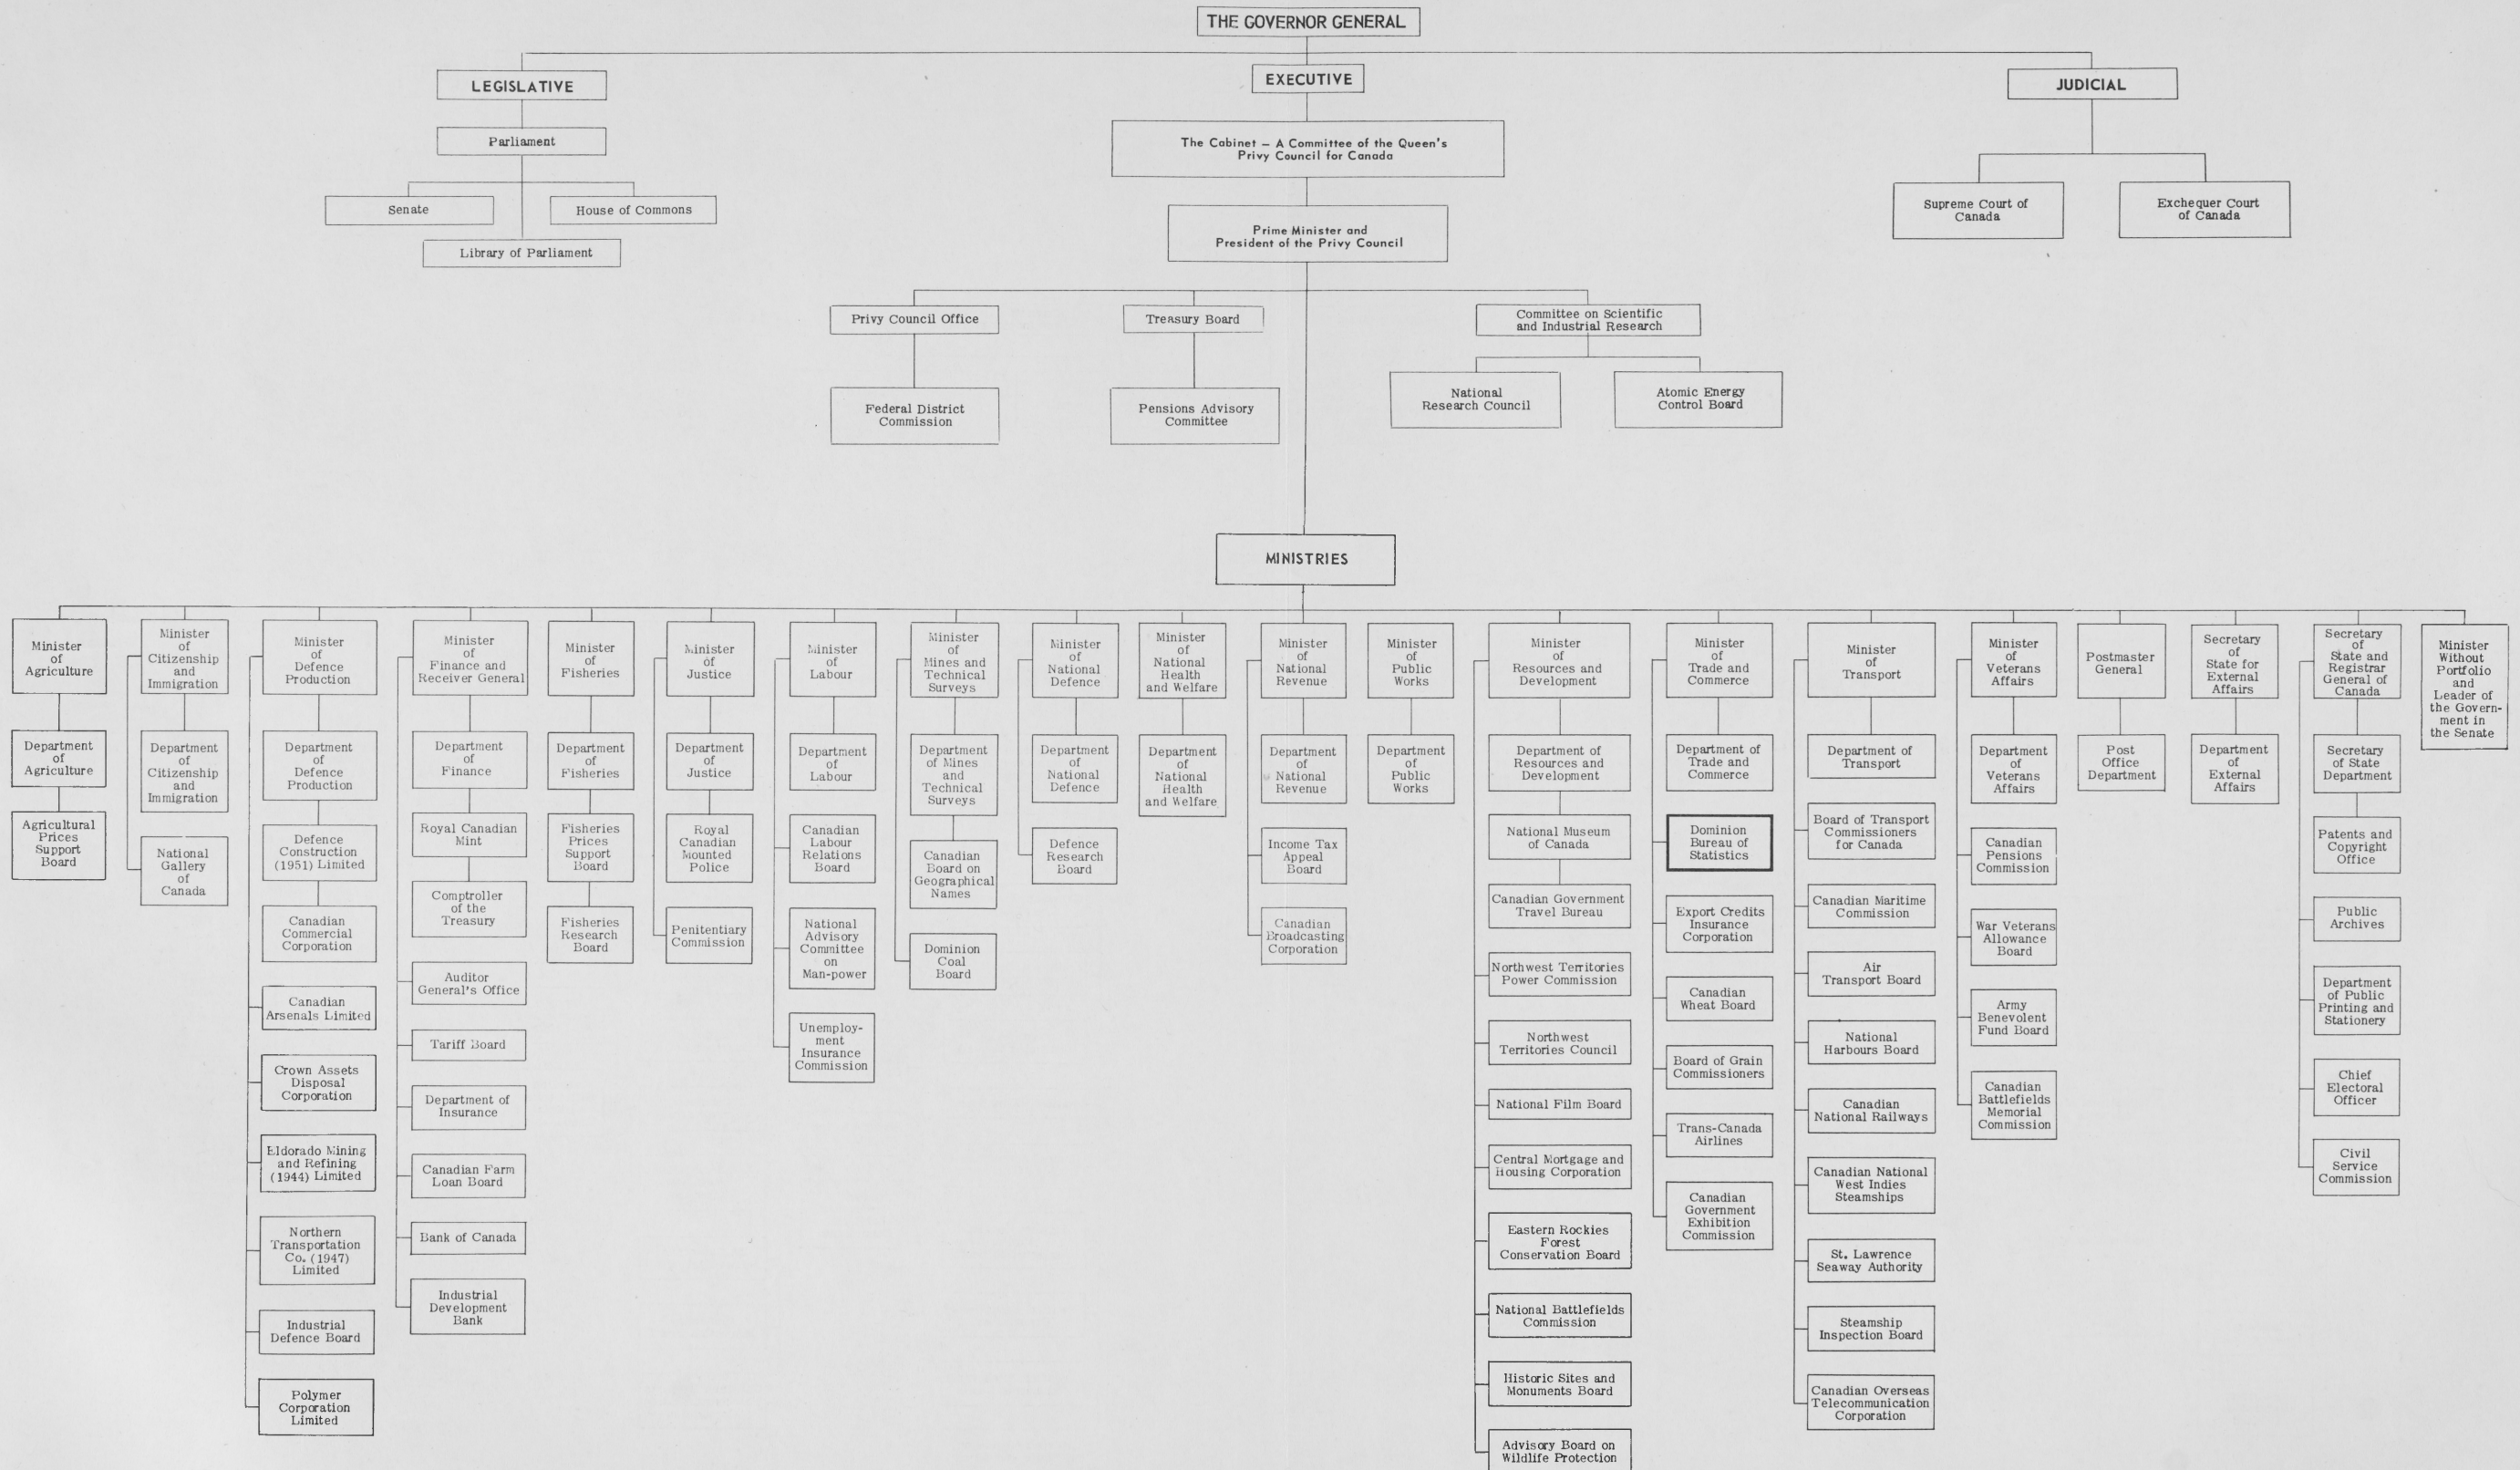 THE GOVERNOR GENERAL
LEGISLATIVE
EXECUTIVE
JUDICIAL
Parliament
The Cabinet – A Committee of the Queen's
Privy Council for Canada
Senate
House of Commons
Library of Parliament
Prime Minister and
President of the Privy Council
Supreme Court of
Canada
Exchequer Court
of Canada
Privy Council Office
Treasury Board
Committee on Scientific
and Industrial Research
Federal District
Commission
Pensions Advisory
Committee
National
Research Council
Atomic Energy
Control Board
MINISTRIES
Minister
of
Agriculture
Department
of
Agriculture
Agricultural
Prices
Support
Board
Minister
of
Citizenship
and
Immigration
Department
of
Citizenship
and
Immigration
National
Gallery
of
Canada
Minister
of
Defence
Production
Department
of
Defence
Production
Defence
Construction
(1951) Limited
Canadian
Commercial
Corporation
Canadian
Arsenals Limited
Crown Assets
Disposal
Corporation
Eldorado Mining
and Refining
(1944) Limited
Northern
Transportation
Co. (1947)
Limited
Industrial
Defence Board
Polymer
Corporation
Limited
Minister
of
Finance and
Receiver General
Department
of
Finance
Royal Canadian
Mint
Comptroller
of the
Treasury
Auditor
General's Office
Tariff Board
Department of
Insurance
Canadian Farm
Loan Board
Bank of Canada
Industrial
Development
Bank
Minister
of
Fisheries
Department
of
Fisheries
Fisheries
Prices
Support
Board
Fisheries
Research
Board
Minister
of
Justice
Department
of
Justice
Royal
Canadian
Mounted
Police
Penitentiary
Commission
Minister
of
Labour
Department
of
Labour
Canadian
Labour
Relations
Board
National
Advisory
Committee
on
Man-power
Unemploy-
ment
Insurance
Commission
Minister
of
Mines and
Technical
Surveys
Department
of Mines
and
Technical
Surveys
Canadian
Board on
Geographical
Names
Dominion
Coal
Board
Minister
of
National
Defence
Department
of
National
Defence
Defence
Research
Board
Minister
of
National
Health
and Welfare
Department
of
National
Health
and Welfare
Minister
of
National
Revenue
Department
of
National
Revenue
Income Tax
Appeal
Board
Canadian
Broadcasting
Corporation
Minister
of
Public
Works
Department
of
Public
Works
Minister
of
Resources and
Development
Department of
Resources and
Development
National Museum
of Canada
Canadian Government
Travel Bureau
Northwest Territories
Power Commission
Northwest
Territories Council
National Film Board
Central Mortgage and
Housing Corporation
Eastern Rockies
Forest
Conservation Board
National Battlefields
Commission
Historic Sites and
Monuments Board
Advisory Board on
Wildlife Protection
Minister
of
Trade and
Commerce
Department of
Trade and
Commerce
Dominion
Bureau of
Statistics
Export Credits
Insurance
Corporation
Canadian
Wheat Board
Board of Grain
Commissioners
Trans-Canada
Airlines
Canadian
Government
Exhibition
Commission
Minister
of
Transport
Department of
Transport
Board of Transport
Commissioners
for Canada
Canadian Maritime
Commission
Air
Transport Board
National
Harbours Board
Canadian
National Railways
Canadian National
West Indies
Steamships
St. Lawrence
Seaway Authority
Steamship
Inspection Board
Canadian Overseas
Telecommunication
Corporation
Minister
of
Veterans
Affairs
Department
of
Veterans
Affairs
Canadian
Pensions
Commission
War Veterans
Allowance
Board
Army
Benevolent
Fund Board
Canadian
Battlefields
Memorial
Commission
Postmaster
General
Post
Office
Department
Secretary
of
State for
External
Affairs
Department
of
External
Affairs
Secretary
of
State and
Registrar
General of
Canada
Secretary
of State
Department
Patents and
Copyright
Office
Public
Archives
Department
of Public
Printing and
Stationery
Chief
Electoral
Officer
Civil
Service
Commission
Minister
Without
Portfolio
and
Leader of
the Govern-
ment in
the Senate